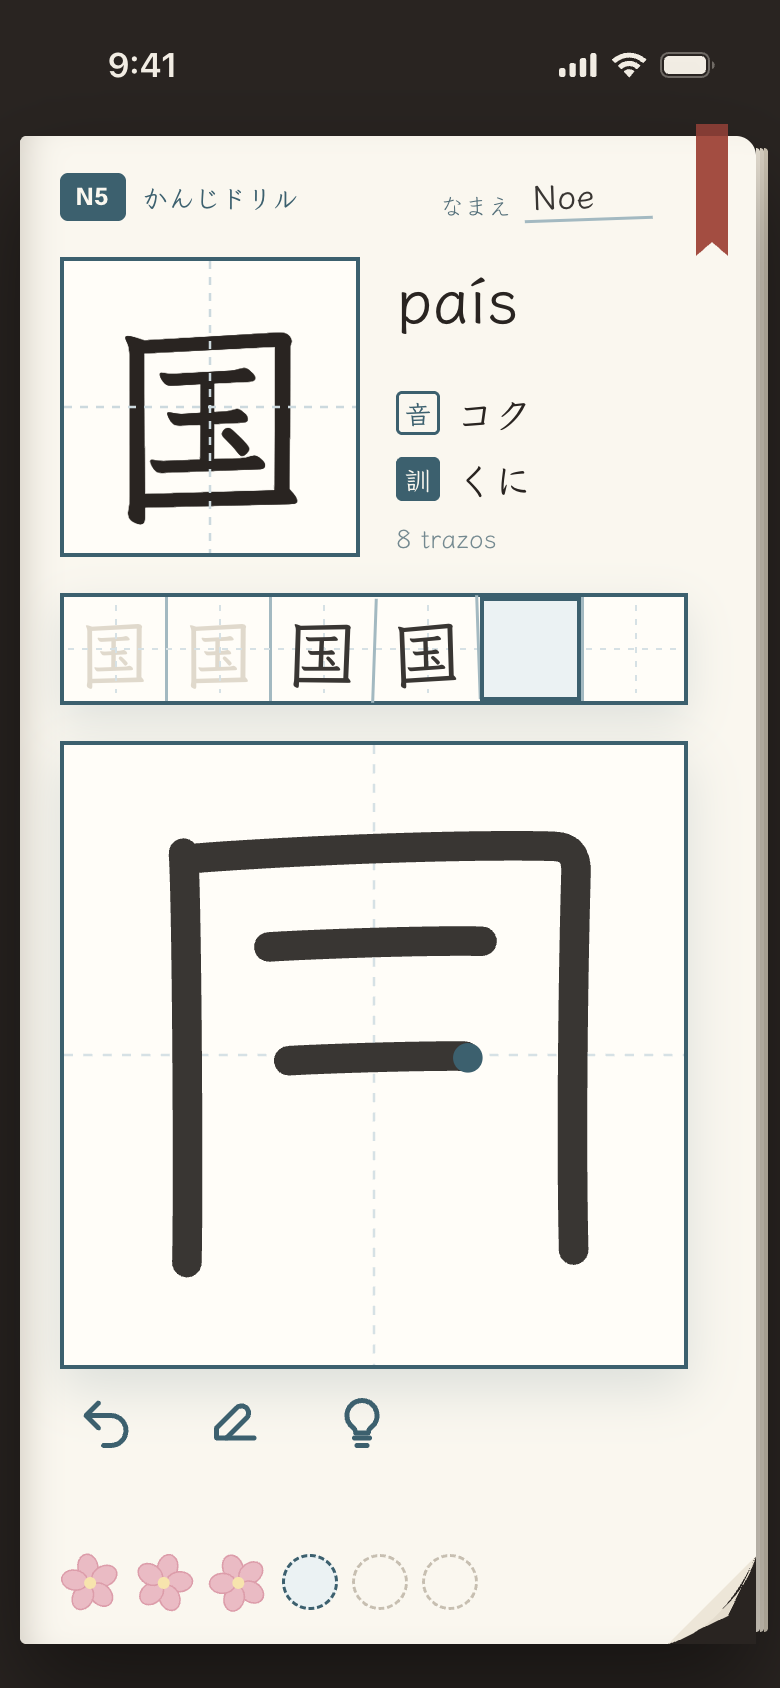 9:41
N5 かんじドリル なまえ Noe
国
país
音 コク
訓 くに
8 trazos
国 国 国 国